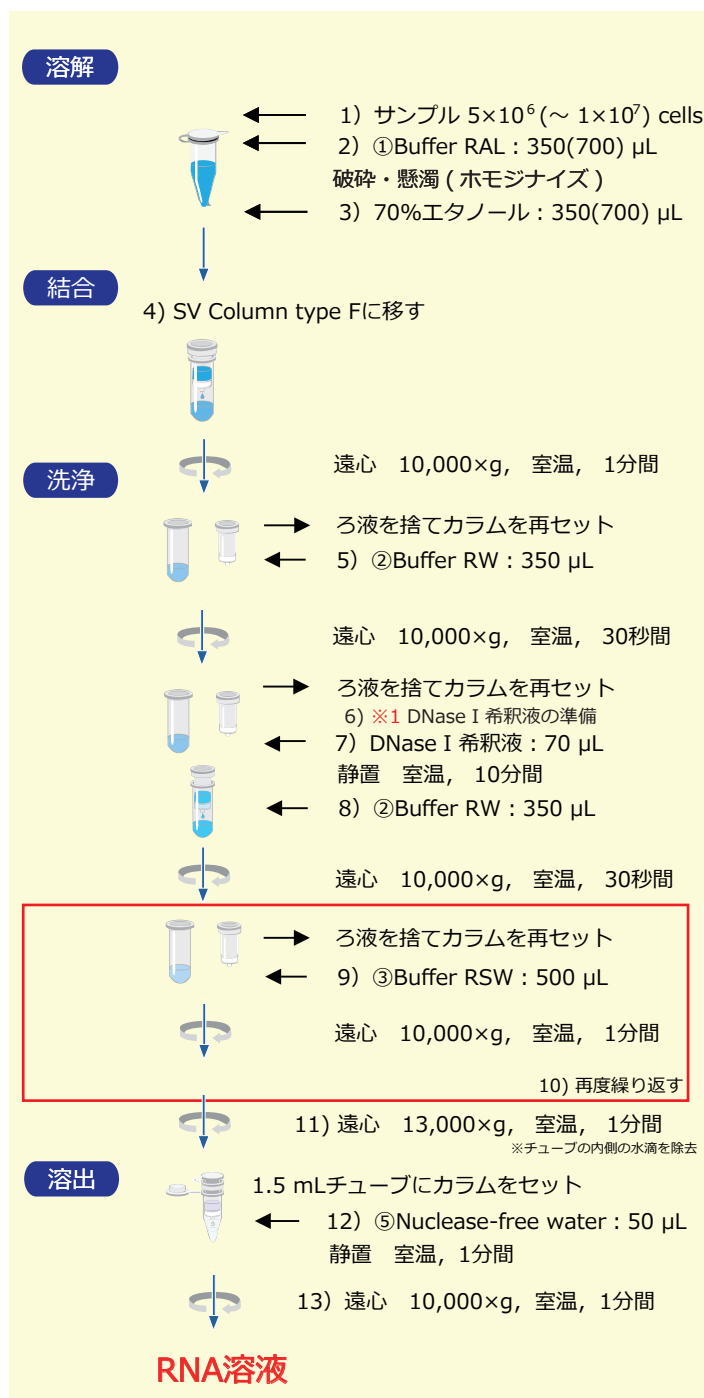 溶解
1）サンプル 5×10⁶(～ 1×10⁷) cells
2）①Buffer RAL：350(700) µL
破砕・懸濁 ( ホモジナイズ )
3）70%エタノール：350(700) µL
結合
4) SV Column type Fに移す
遠心　10,000×g,　室温,　1分間
洗浄
ろ液を捨てカラムを再セット
5）②Buffer RW：350 µL
遠心　10,000×g,　室温,　30秒間
ろ液を捨てカラムを再セット
6) ※1 DNase I 希釈液の準備
7）DNase I 希釈液：70 µL
静置　室温,　10分間
8）②Buffer RW：350 µL
遠心　10,000×g,　室温,　30秒間
ろ液を捨てカラムを再セット
9）③Buffer RSW：500 µL
遠心　10,000×g,　室温,　1分間
10) 再度繰り返す
11) 遠心　13,000×g,　室温,　1分間
※チューブの内側の水滴を除去
溶出
1.5 mLチューブにカラムをセット
12）⑤Nuclease-free water：50 µL
静置　室温, 1分間
13）遠心　10,000×g, 室温, 1分間
RNA溶液